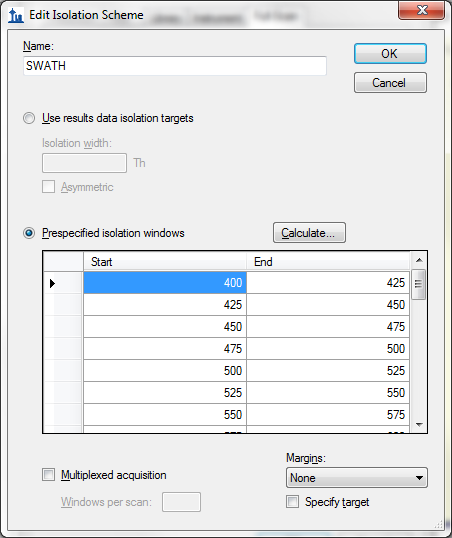 Edit Isolation Scheme
Name:
SWATH
OK
Cancel
Use results data isolation targets
Isolation width:
Th
Asymmetric
Prespecified isolation windows
Calculate...
Start End
400 425
425 450
450 475
475 500
500 525
525 550
550 575
Multiplexed acquisition
Windows per scan:
Margins:
None
Specify target